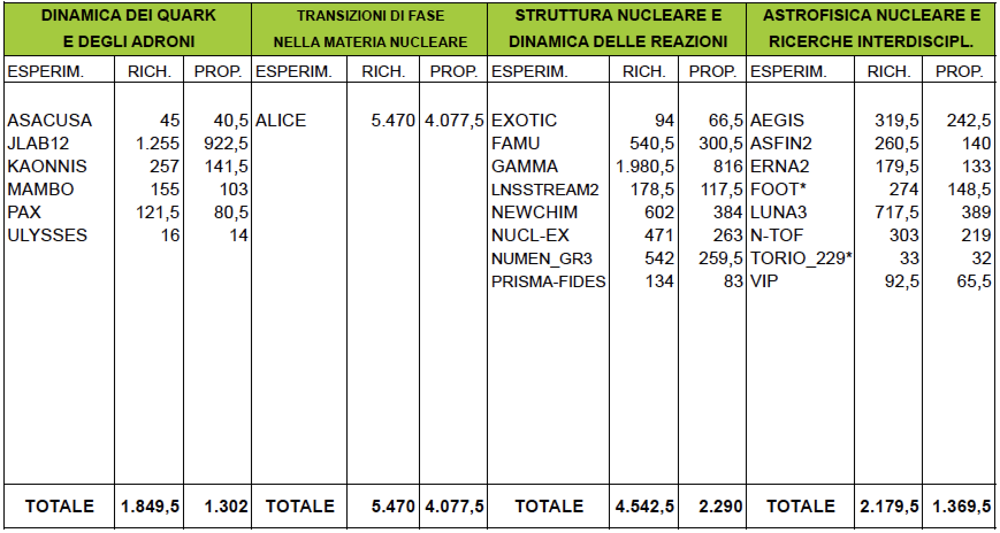 DINAMICA DEI QUARK TRANSIZIONI DI FASE STRUTTURA NUCLEARE E ASTROFISICA NUCLEARE E
E DEGLI ADRONI NELLA MATERIA NUCLEARE DINAMICA DELLE REAZIONI RICERCHE INTERDISCIPL.
ESPERIM. RICH. PROP. ESPERIM. RICH. PROP. ESPERIM. RICH. PROP. ESPERIM. RICH. PROP.
ASACUSA 45 40,5 ALICE 5.470 4.077,5 EXOTIC 94 66,5 AEGIS 319,5 242,5
JLAB12 1.255 922,5 FAMU 540,5 300,5 ASFIN2 260,5 140
KAONNIS 257 141,5 GAMMA 1.980,5 816 ERNA2 179,5 133
MAMBO 155 103 LNSSTREAM2 178,5 117,5 FOOT* 274 148,5
PAX 121,5 80,5 NEWCHIM 602 384 LUNA3 717,5 389
ULYSSES 16 14 NUCL-EX 471 263 N-TOF 303 219
NUMEN_GR3 542 259,5 TORIO_229* 33 32
PRISMA-FIDES 134 83 VIP 92,5 65,5
TOTALE 1.849,5 1.302 TOTALE 5.470 4.077,5 TOTALE 4.542,5 2.290 TOTALE 2.179,5 1.369,5